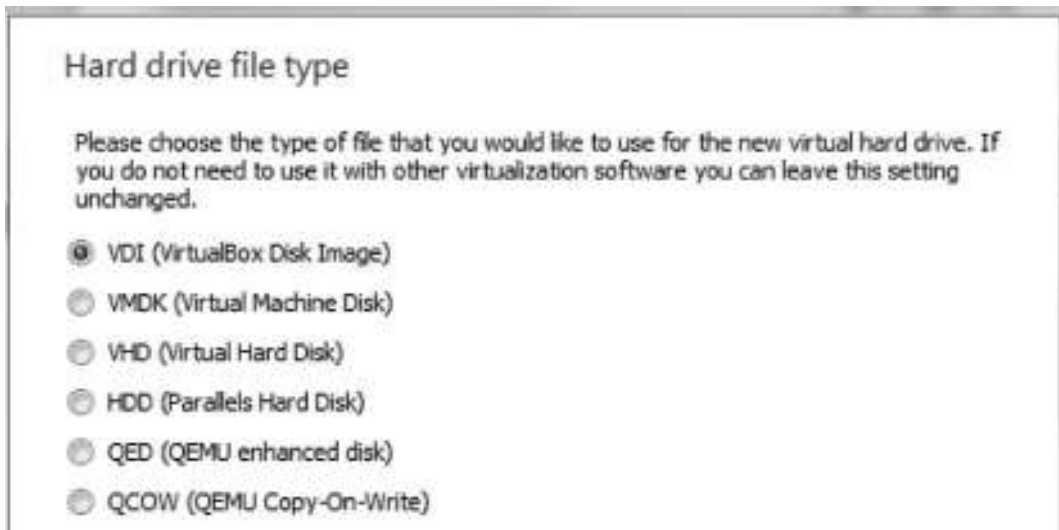 Hard drive file type
Please choose the type of file that you would like to use for the new virtual hard drive. If
you do not need to use it with other virtualization software you can leave this setting
unchanged.
VDI (VirtualBox Disk Image)
VMDK (Virtual Machine Disk)
VHD (Virtual Hard Disk)
HDD (Parallels Hard Disk)
QED (QEMU enhanced disk)
QCOW (QEMU Copy-On-Write)